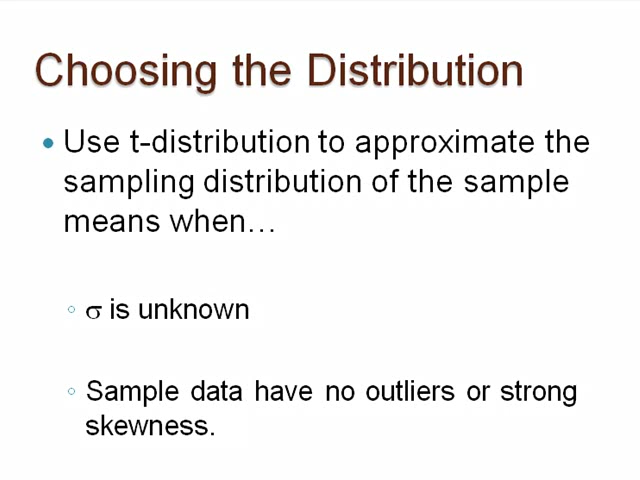 Choosing the Distribution
• Use t-distribution to approximate the
sampling distribution of the sample
means when…
◦ σ is unknown
◦ Sample data have no outliers or strong
skewness.